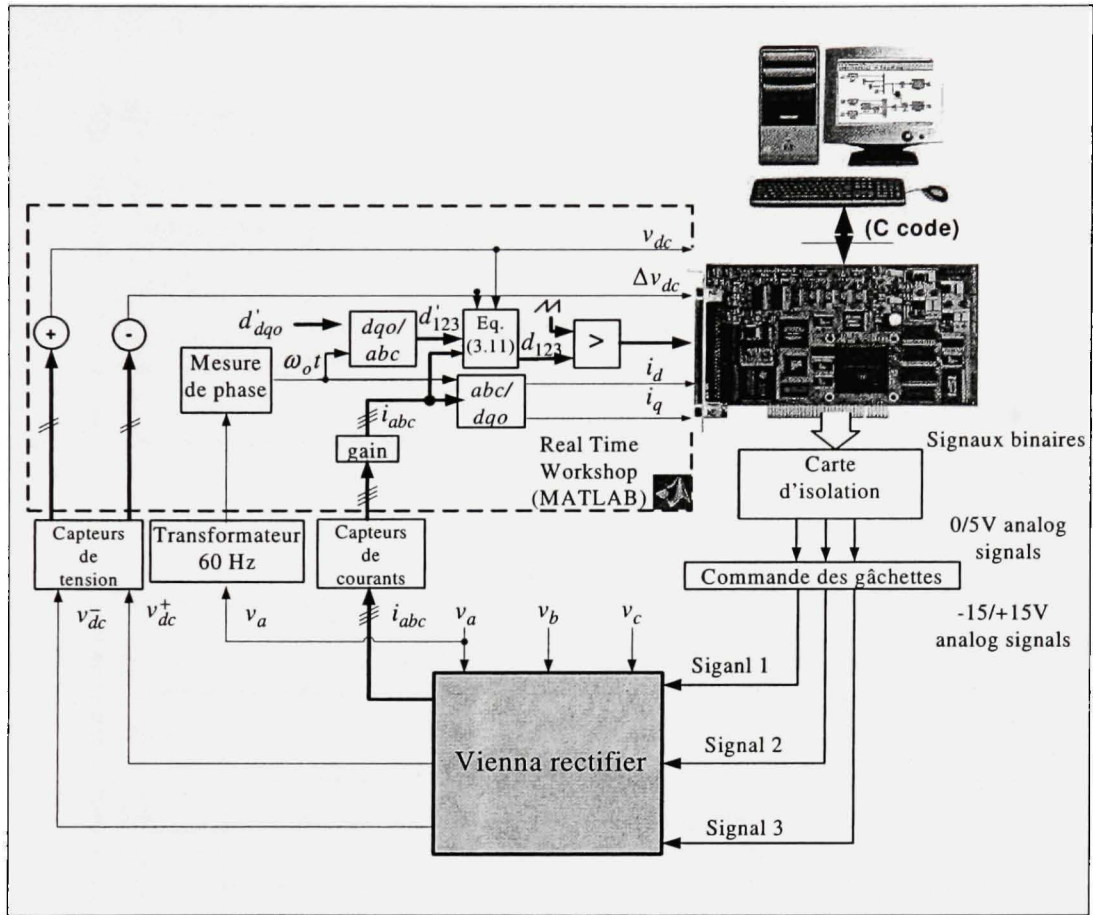 (C code)
v_dc
Δv_dc
+
-
d'_dqo
dqo/
abc
d'_123
Eq.
(3.11)
d_123
>
Mesure
de phase
ω_o t
abc/
dqo
i_d
i_q
i_abc
gain
Real Time
Workshop
(MATLAB)
Signaux binaires
Carte
d'isolation
0/5V analog
signals
Capteurs
de
tension
Transformateur
60 Hz
Capteurs
de
courants
Commande des gâchettes
-15/+15V
analog signals
v_dc^-
v_dc^+
v_a
i_abc
v_a
v_b
v_c
Siganl 1
Signal 2
Signal 3
Vienna rectifier